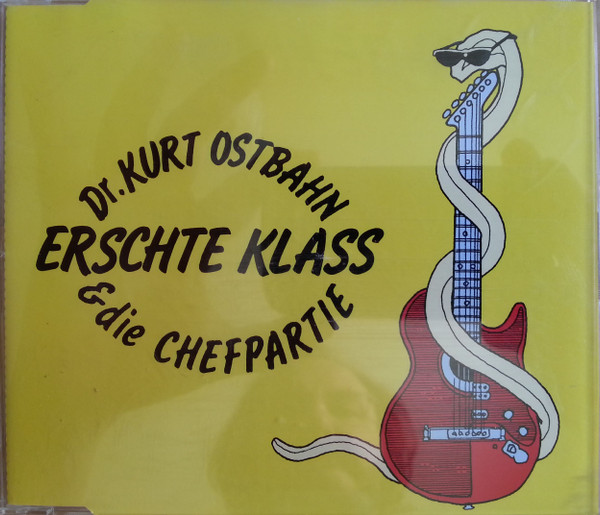 Dr. KURT OSTBAHN
ERSCHTE KLASS
& die CHEFPARTIE